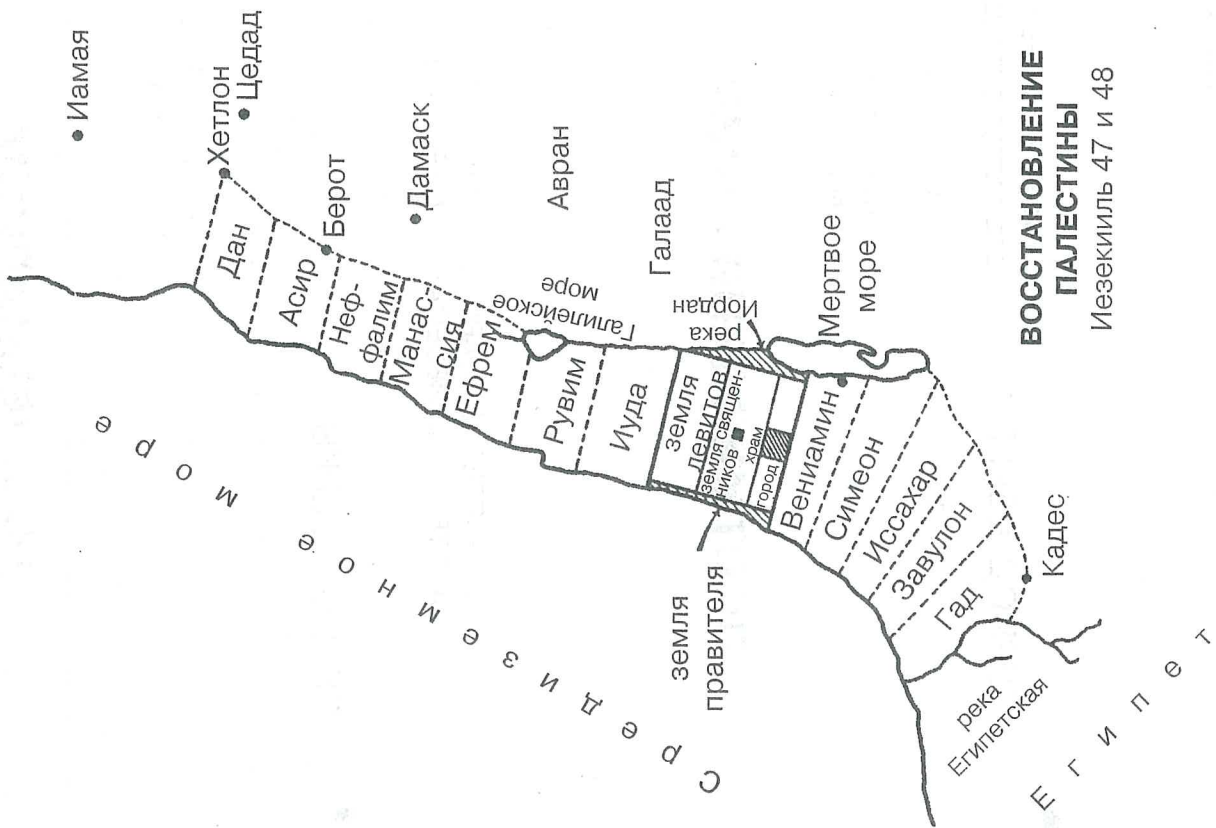 Иамая
Хетлон
Цедад
Дан
Асир
Берот
Неф-
фалим
Дамаск
Манас-
сия
Ефрем
Галилейское
море
Авран
Рувим
Иуда
Галаад
земля
левитов
река
Иордан
земля священ-
ников
храм
город
земля
правителя
Мертвое
море
Вениамин
Симеон
Иссахар
Завулон
Гад
Кадес
река
Египетская
Египет
Средиземное море
ВОССТАНОВЛЕНИЕ
ПАЛЕСТИНЫ
Иезекииль 47 и 48